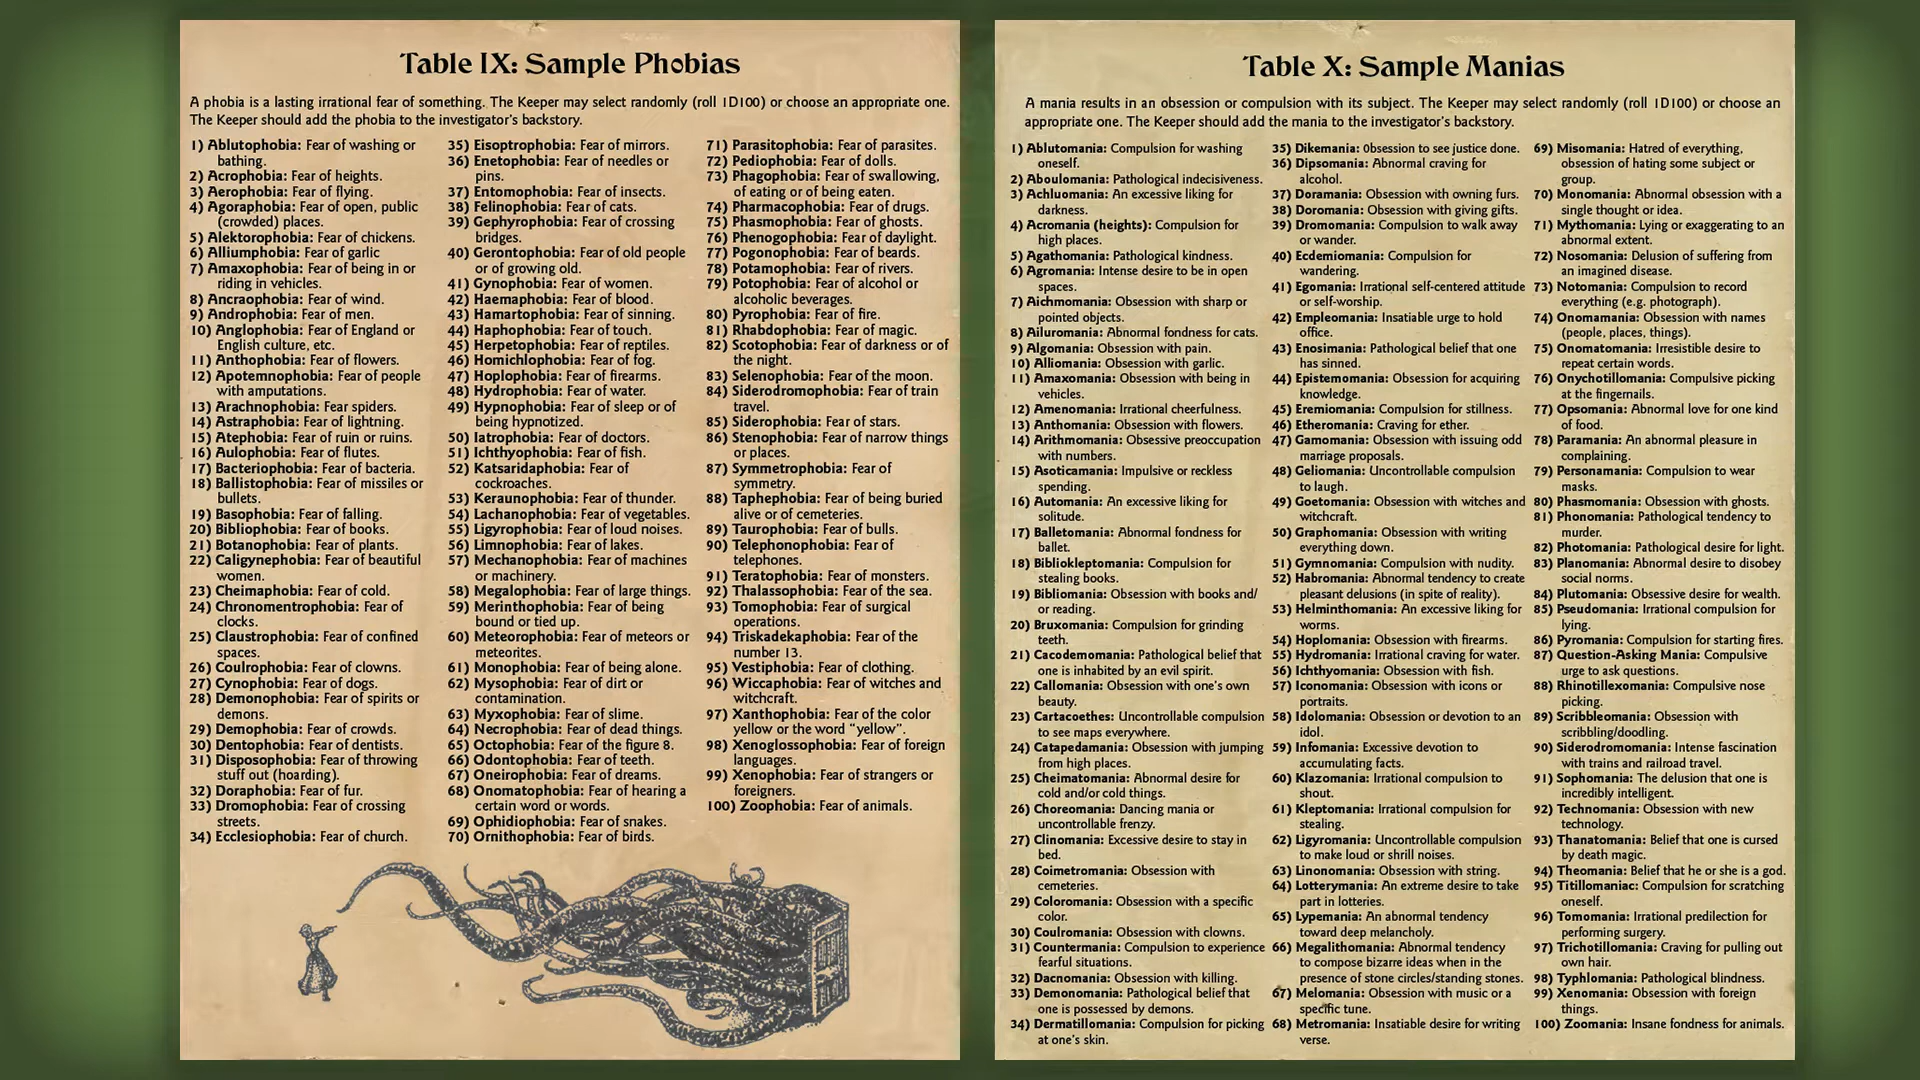 Table IX: Sample Phobias
A phobia is a lasting irrational fear of something. The Keeper may select randomly (roll 1D100) or choose an appropriate one.
The Keeper should add the phobia to the investigator's backstory.
1) Ablutophobia: Fear of washing or
bathing.
2) Acrophobia: Fear of heights.
3) Aerophobia: Fear of flying.
4) Agoraphobia: Fear of open, public
(crowded) places.
5) Alektorophobia: Fear of chickens.
6) Alliumphobia: Fear of garlic
7) Amaxophobia: Fear of being in or
riding in vehicles.
8) Ancraophobia: Fear of wind.
9) Androphobia: Fear of men.
10) Anglophobia: Fear of England or
English culture, etc.
11) Anthophobia: Fear of flowers.
12) Apotemnophobia: Fear of people
with amputations.
13) Arachnophobia: Fear spiders.
14) Astraphobia: Fear of lightning.
15) Atephobia: Fear of ruin or ruins.
16) Aulophobia: Fear of flutes.
17) Bacteriophobia: Fear of bacteria.
18) Ballistophobia: Fear of missiles or
bullets.
19) Basophobia: Fear of falling.
20) Bibliophobia: Fear of books.
21) Botanophobia: Fear of plants.
22) Caligynephobia: Fear of beautiful
women.
23) Cheimaphobia: Fear of cold.
24) Chronomentrophobia: Fear of
clocks.
25) Claustrophobia: Fear of confined
spaces.
26) Coulrophobia: Fear of clowns.
27) Cynophobia: Fear of dogs.
28) Demonophobia: Fear of spirits or
demons.
29) Demophobia: Fear of crowds.
30) Dentophobia: Fear of dentists.
31) Disposophobia: Fear of throwing
stuff out (hoarding).
32) Doraphobia: Fear of fur.
33) Dromophobia: Fear of crossing
streets.
34) Ecclesiophobia: Fear of church.
35) Eisoptrophobia: Fear of mirrors.
36) Enetophobia: Fear of needles or
pins.
37) Entomophobia: Fear of insects.
38) Felinophobia: Fear of cats.
39) Gephyrophobia: Fear of crossing
bridges.
40) Gerontophobia: Fear of old people
or of growing old.
41) Gynophobia: Fear of women.
42) Haemaphobia: Fear of blood.
43) Hamartophobia: Fear of sinning.
44) Haphophobia: Fear of touch.
45) Herpetophobia: Fear of reptiles.
46) Homichlophobia: Fear of fog.
47) Hoplophobia: Fear of firearms.
48) Hydrophobia: Fear of water.
49) Hypnophobia: Fear of sleep or of
being hypnotized.
50) Iatrophobia: Fear of doctors.
51) Ichthyophobia: Fear of fish.
52) Katsaridaphobia: Fear of
cockroaches.
53) Keraunophobia: Fear of thunder.
54) Lachanophobia: Fear of vegetables.
55) Ligyrophobia: Fear of loud noises.
56) Limnophobia: Fear of lakes.
57) Mechanophobia: Fear of machines
or machinery.
58) Megalophobia: Fear of large things.
59) Merinthophobia: Fear of being
bound or tied up.
60) Meteorophobia: Fear of meteors or
meteorites.
61) Monophobia: Fear of being alone.
62) Mysophobia: Fear of dirt or
contamination.
63) Myxophobia: Fear of slime.
64) Necrophobia: Fear of dead things.
65) Octophobia: Fear of the figure 8.
66) Odontophobia: Fear of teeth.
67) Oneirophobia: Fear of dreams.
68) Onomatophobia: Fear of hearing a
certain word or words.
69) Ophidiophobia: Fear of snakes.
70) Ornithophobia: Fear of birds.
71) Parasitophobia: Fear of parasites.
72) Pediophobia: Fear of dolls.
73) Phagophobia: Fear of swallowing,
of eating or of being eaten.
74) Pharmacophobia: Fear of drugs.
75) Phasmophobia: Fear of ghosts.
76) Phenogophobia: Fear of daylight.
77) Pogonophobia: Fear of beards.
78) Potamophobia: Fear of rivers.
79) Potophobia: Fear of alcohol or
alcoholic beverages.
80) Pyrophobia: Fear of fire.
81) Rhabdophobia: Fear of magic.
82) Scotophobia: Fear of darkness or of
the night.
83) Selenophobia: Fear of the moon.
84) Siderodromophobia: Fear of train
travel.
85) Siderophobia: Fear of stars.
86) Stenophobia: Fear of narrow things
or places.
87) Symmetrophobia: Fear of
symmetry.
88) Taphephobia: Fear of being buried
alive or of cemeteries.
89) Taurophobia: Fear of bulls.
90) Telephonophobia: Fear of
telephones.
91) Teratophobia: Fear of monsters.
92) Thalassophobia: Fear of the sea.
93) Tomophobia: Fear of surgical
operations.
94) Triskadekaphobia: Fear of the
number 13.
95) Vestiphobia: Fear of clothing.
96) Wiccaphobia: Fear of witches and
witchcraft.
97) Xanthophobia: Fear of the color
yellow or the word "yellow".
98) Xenoglossophobia: Fear of foreign
languages.
99) Xenophobia: Fear of strangers or
foreigners.
100) Zoophobia: Fear of animals.
Table X: Sample Manias
A mania results in an obsession or compulsion with its subject. The Keeper may select randomly (roll 1D100) or choose an
appropriate one. The Keeper should add the mania to the investigator's backstory.
1) Ablutomania: Compulsion for washing
oneself.
2) Aboulomania: Pathological indecisiveness.
3) Achluomania: An excessive liking for
darkness.
4) Acromania (heights): Compulsion for
high places.
5) Agathomania: Pathological kindness.
6) Agromania: Intense desire to be in open
spaces.
7) Aichmomania: Obsession with sharp or
pointed objects.
8) Ailuromania: Abnormal fondness for cats.
9) Algomania: Obsession with pain.
10) Alliomania: Obsession with garlic.
11) Amaxomania: Obsession with being in
vehicles.
12) Amenomania: Irrational cheerfulness.
13) Anthomania: Obsession with flowers.
14) Arithmomania: Obsessive preoccupation
with numbers.
15) Asoticamania: Impulsive or reckless
spending.
16) Automania: An excessive liking for
solitude.
17) Balletomania: Abnormal fondness for
ballet.
18) Bibliokleptomania: Compulsion for
stealing books.
19) Bibliomania: Obsession with books and/
or reading.
20) Bruxomania: Compulsion for grinding
teeth.
21) Cacodemomania: Pathological belief that
one is inhabited by an evil spirit.
22) Callomania: Obsession with one's own
beauty.
23) Cartacoethes: Uncontrollable compulsion
to see maps everywhere.
24) Catapedamania: Obsession with jumping
from high places.
25) Cheimatomania: Abnormal desire for
cold and/or cold things.
26) Choreomania: Dancing mania or
uncontrollable frenzy.
27) Clinomania: Excessive desire to stay in
bed.
28) Coimetromania: Obsession with
cemeteries.
29) Coloromania: Obsession with a specific
color.
30) Coulromania: Obsession with clowns.
31) Countermania: Compulsion to experience
fearful situations.
32) Dacnomania: Obsession with killing.
33) Demonomania: Pathological belief that
one is possessed by demons.
34) Dermatillomania: Compulsion for picking
at one's skin.
35) Dikemania: 0bsession to see justice done.
36) Dipsomania: Abnormal craving for
alcohol.
37) Doramania: Obsession with owning furs.
38) Doromania: Obsession with giving gifts.
39) Dromomania: Compulsion to walk away
or wander.
40) Ecdemiomania: Compulsion for
wandering.
41) Egomania: Irrational self-centered attitude
or self-worship.
42) Empleomania: Insatiable urge to hold
office.
43) Enosimania: Pathological belief that one
has sinned.
44) Epistemomania: Obsession for acquiring
knowledge.
45) Eremiomania: Compulsion for stillness.
46) Etheromania: Craving for ether.
47) Gamomania: Obsession with issuing odd
marriage proposals.
48) Geliomania: Uncontrollable compulsion
to laugh.
49) Goetomania: Obsession with witches and
witchcraft.
50) Graphomania: Obsession with writing
everything down.
51) Gymnomania: Compulsion with nudity.
52) Habromania: Abnormal tendency to create
pleasant delusions (in spite of reality).
53) Helminthomania: An excessive liking for
worms.
54) Hoplomania: Obsession with firearms.
55) Hydromania: Irrational craving for water.
56) Ichthyomania: Obsession with fish.
57) Iconomania: Obsession with icons or
portraits.
58) Idolomania: Obsession or devotion to an
idol.
59) Infomania: Excessive devotion to
accumulating facts.
60) Klazomania: Irrational compulsion to
shout.
61) Kleptomania: Irrational compulsion for
stealing.
62) Ligyromania: Uncontrollable compulsion
to make loud or shrill noises.
63) Linonomania: Obsession with string.
64) Lotterymania: An extreme desire to take
part in lotteries.
65) Lypemania: An abnormal tendency
toward deep melancholy.
66) Megalithomania: Abnormal tendency
to compose bizarre ideas when in the
presence of stone circles/standing stones.
67) Melomania: Obsession with music or a
specific tune.
68) Metromania: Insatiable desire for writing
verse.
69) Misomania: Hatred of everything,
obsession of hating some subject or
group.
70) Monomania: Abnormal obsession with a
single thought or idea.
71) Mythomania: Lying or exaggerating to an
abnormal extent.
72) Nosomania: Delusion of suffering from
an imagined disease.
73) Notomania: Compulsion to record
everything (e.g. photograph).
74) Onomamania: Obsession with names
(people, places, things).
75) Onomatomania: Irresistible desire to
repeat certain words.
76) Onychotillomania: Compulsive picking
at the fingernails.
77) Opsomania: Abnormal love for one kind
of food.
78) Paramania: An abnormal pleasure in
complaining.
79) Personamania: Compulsion to wear
masks.
80) Phasmomania: Obsession with ghosts.
81) Phonomania: Pathological tendency to
murder.
82) Photomania: Pathological desire for light.
83) Planomania: Abnormal desire to disobey
social norms.
84) Plutomania: Obsessive desire for wealth.
85) Pseudomania: Irrational compulsion for
lying.
86) Pyromania: Compulsion for starting fires.
87) Question-Asking Mania: Compulsive
urge to ask questions.
88) Rhinotillexomania: Compulsive nose
picking.
89) Scribbleomania: Obsession with
scribbling/doodling.
90) Siderodromomania: Intense fascination
with trains and railroad travel.
91) Sophomania: The delusion that one is
incredibly intelligent.
92) Technomania: Obsession with new
technology.
93) Thanatomania: Belief that one is cursed
by death magic.
94) Theomania: Belief that he or she is a god.
95) Titillomaniac: Compulsion for scratching
oneself.
96) Tomomania: Irrational predilection for
performing surgery.
97) Trichotillomania: Craving for pulling out
own hair.
98) Typhlomania: Pathological blindness.
99) Xenomania: Obsession with foreign
things.
100) Zoomania: Insane fondness for animals.